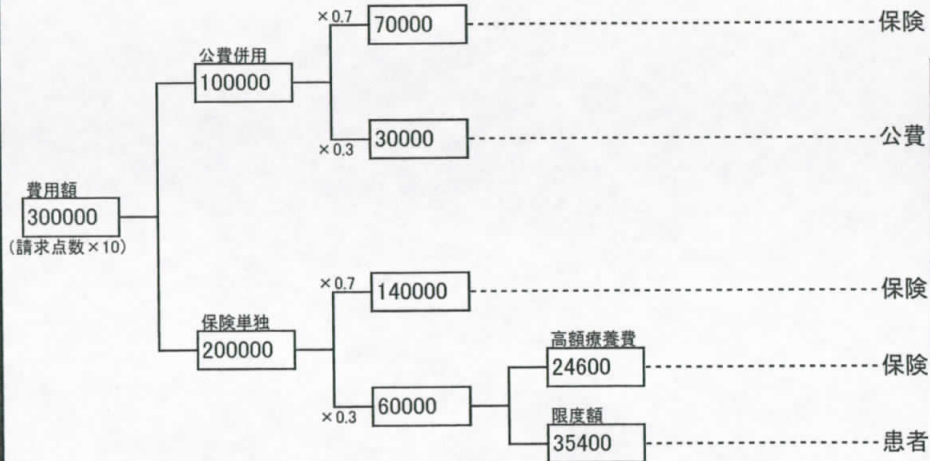 ×0.7
70000
保険
公費併用
100000
×0.3
30000
公費
費用額
300000
(請求点数×10)
×0.7
140000
保険
保険単独
200000
高額療養費
24600
保険
×0.3
60000
限度額
35400
患者